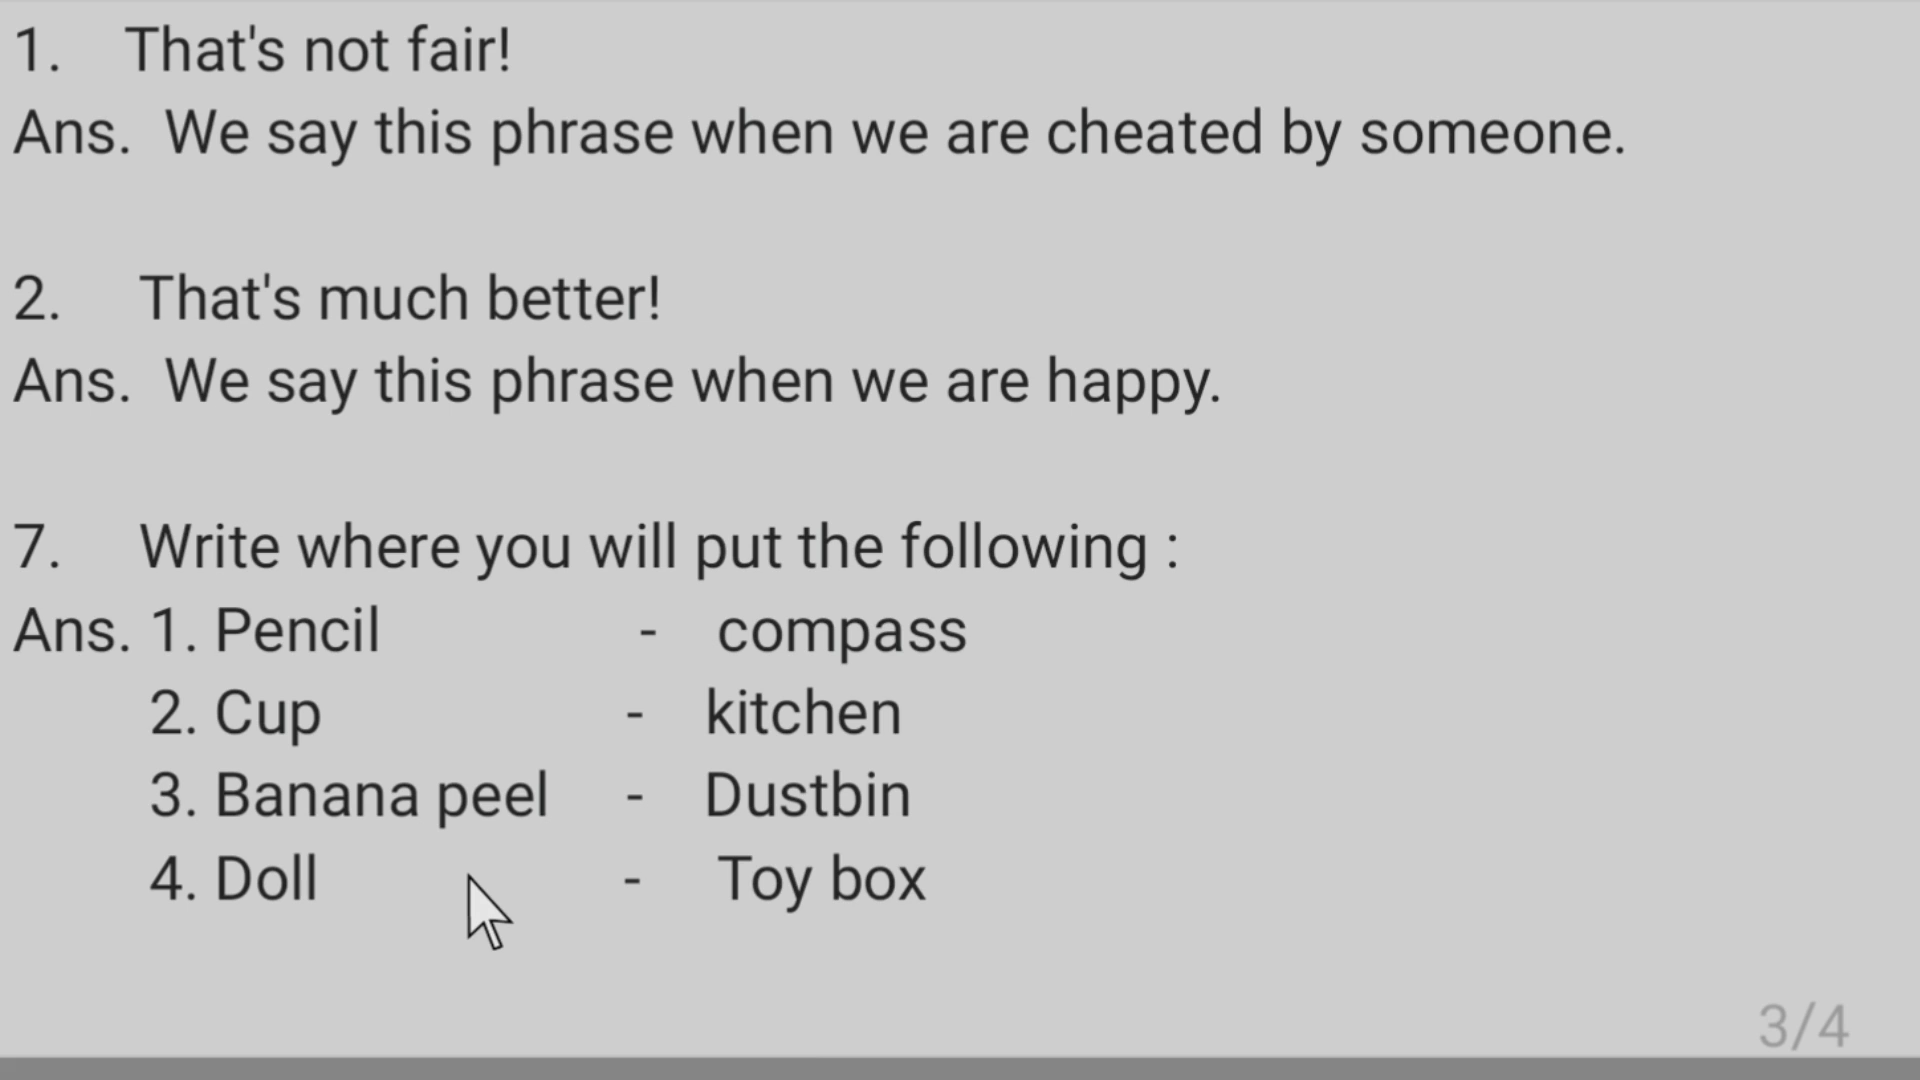 1. That's not fair!
Ans. We say this phrase when we are cheated by someone.
2. That's much better!
Ans. We say this phrase when we are happy.
7. Write where you will put the following :
Ans. 1. Pencil - compass
2. Cup - kitchen
3. Banana peel - Dustbin
4. Doll - Toy box
3/4